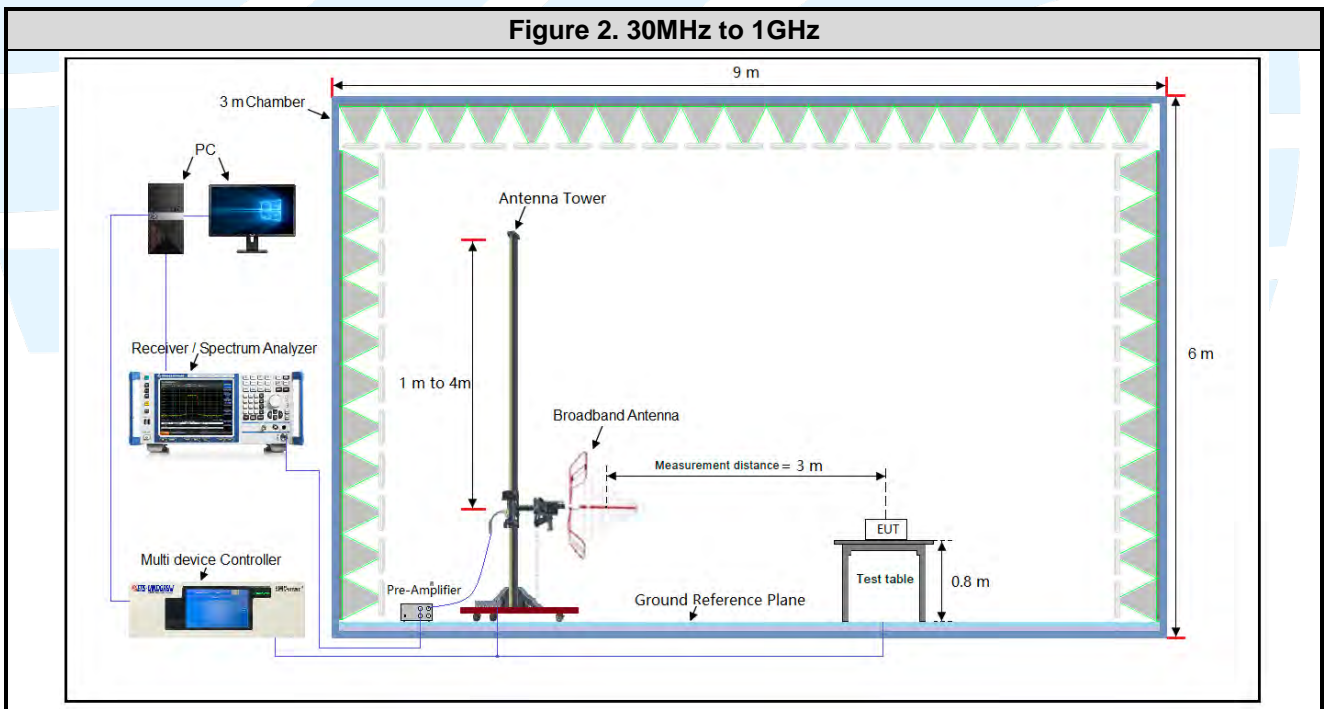 Figure 2. 30MHz to 1GHz
9 m
3 m Chamber
PC
Antenna Tower
Receiver / Spectrum Analyzer
1 m to 4m
6 m
Broadband Antenna
Measurement distance = 3 m
EUT
Multi device Controller
Pre-Amplifier
Test table
0.8 m
Ground Reference Plane